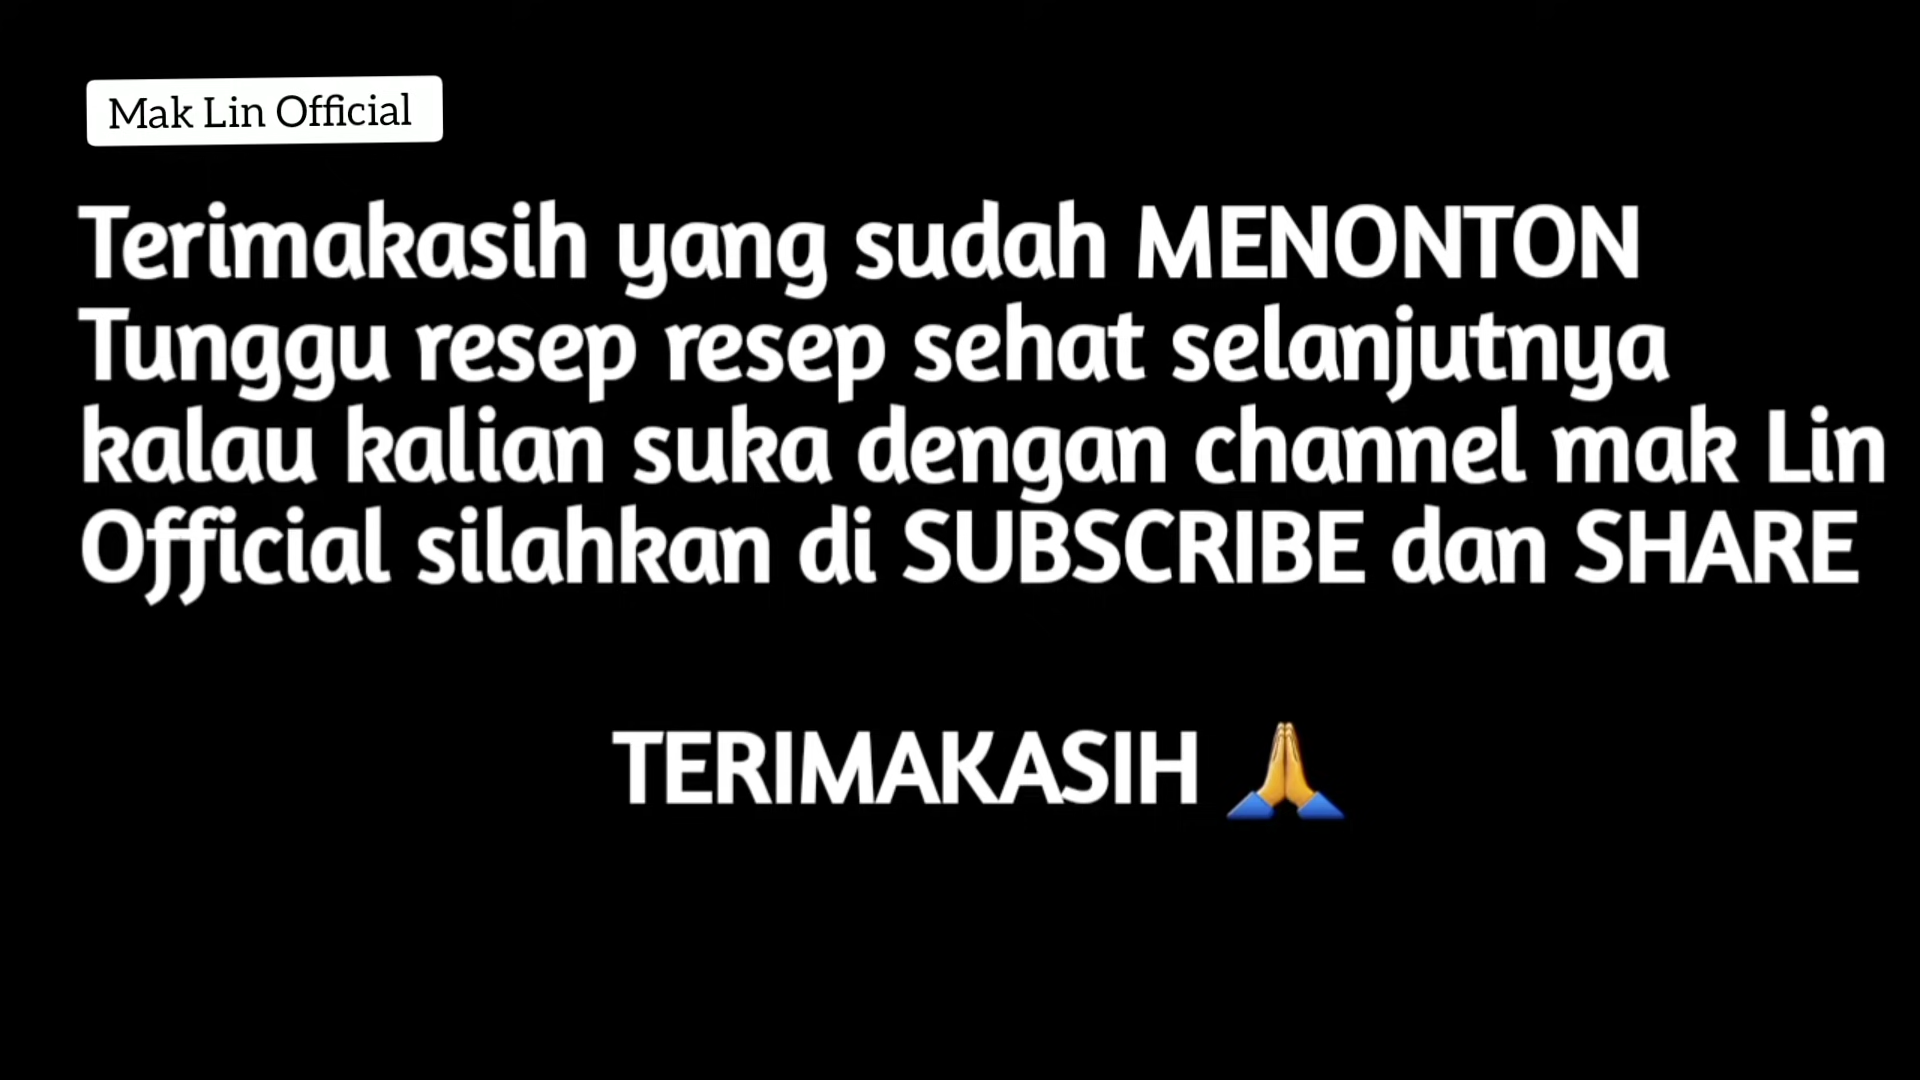 Mak Lin Official
Terimakasih yang sudah MENONTON
Tunggu resep resep sehat selanjutnya
kalau kalian suka dengan channel mak Lin
Official silahkan di SUBSCRIBE dan SHARE
TERIMAKASIH 🙏